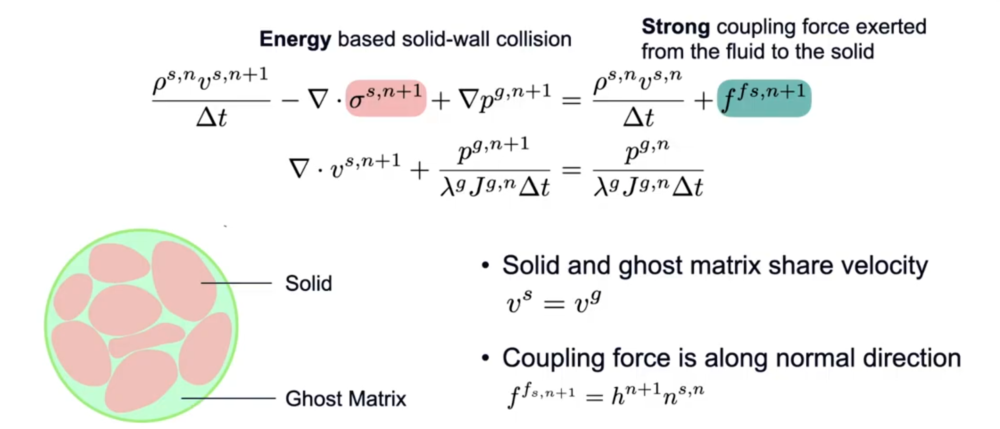 Energy based solid-wall collision
Strong coupling force exerted
from the fluid to the solid
\frac{\rho^{s,n} v^{s,n+1}}{\Delta t} - \nabla \cdot \sigma^{s,n+1} + \nabla p^{g,n+1} = \frac{\rho^{s,n} v^{s,n}}{\Delta t} + f^{fs,n+1}
\nabla \cdot v^{s,n+1} + \frac{p^{g,n+1}}{\lambda^g J^{g,n} \Delta t} = \frac{p^{g,n}}{\lambda^g J^{g,n} \Delta t}
Solid
Ghost Matrix
• Solid and ghost matrix share velocity
v^s = v^g
• Coupling force is along normal direction
f^{f_{s,n+1}} = h^{n+1} n^{s,n}